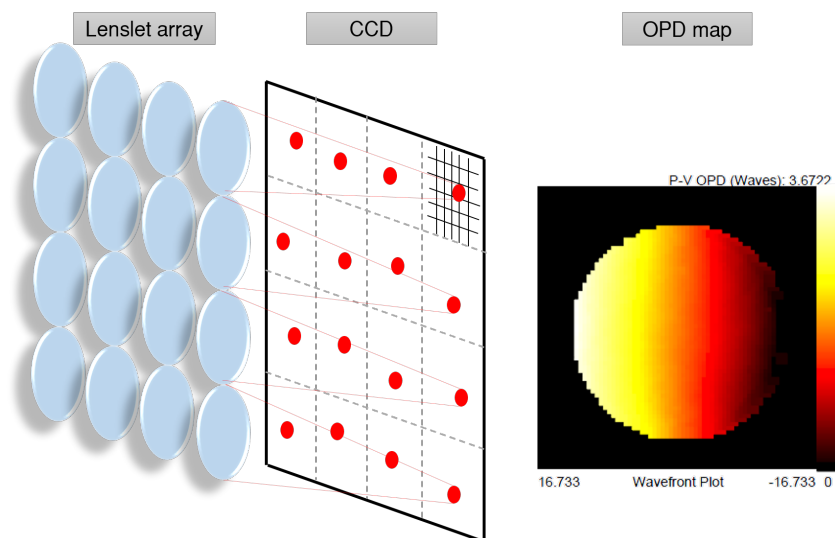 Lenslet array
CCD
OPD map
P-V OPD (Waves): 3.6722
16.733 Wavefront Plot -16.733 0